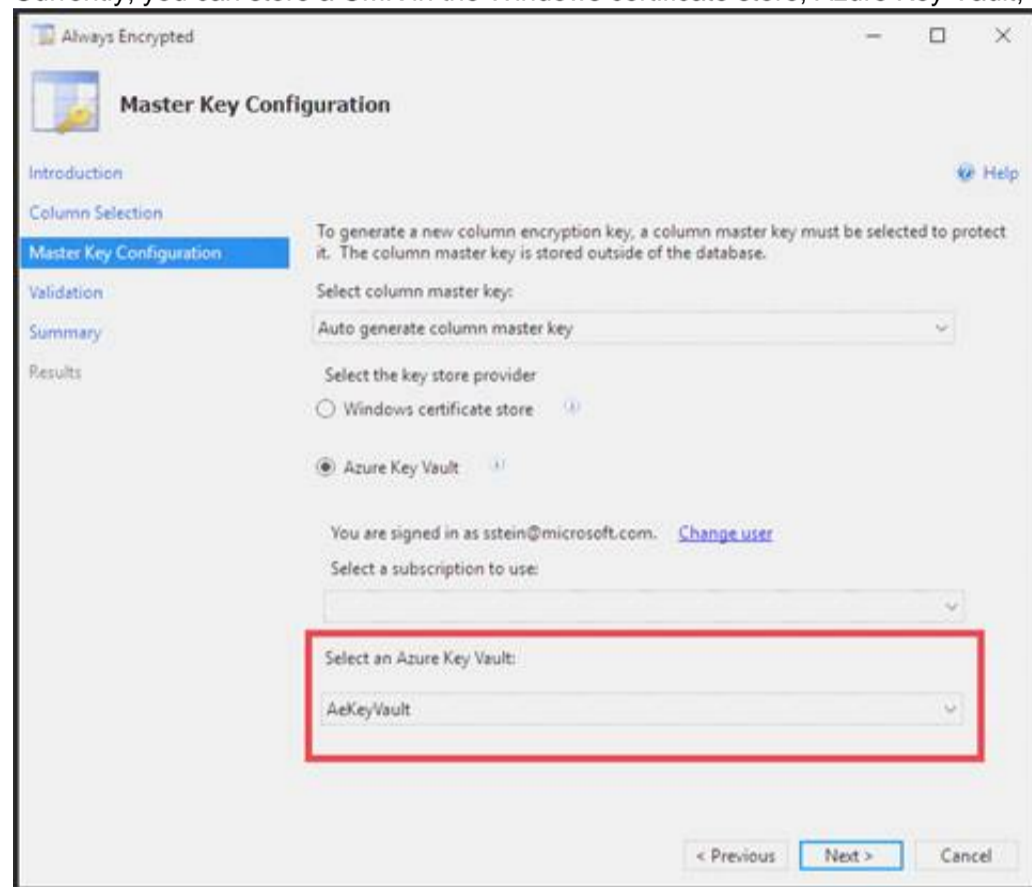 Always Encrypted
Master Key Configuration
Introduction
Help
Column Selection
Master Key Configuration
Validation
Summary
Results
To generate a new column encryption key, a column master key must be selected to protect
it. The column master key is stored outside of the database.
Select column master key:
Auto generate column master key
Select the key store provider
Windows certificate store
Azure Key Vault
You are signed in as sstein@microsoft.com. Change user
Select a subscription to use:
Select an Azure Key Vault:
AeKeyVault
< Previous
Next >
Cancel